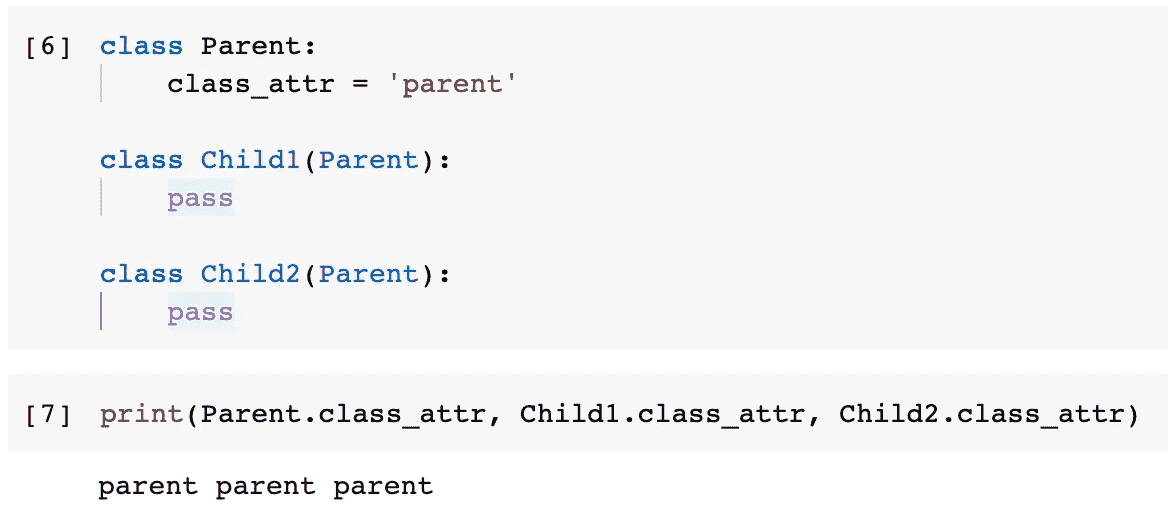 [6] class Parent:
class_attr = 'parent'
class Child1(Parent):
pass
class Child2(Parent):
pass
[7] print(Parent.class_attr, Child1.class_attr, Child2.class_attr)
parent parent parent